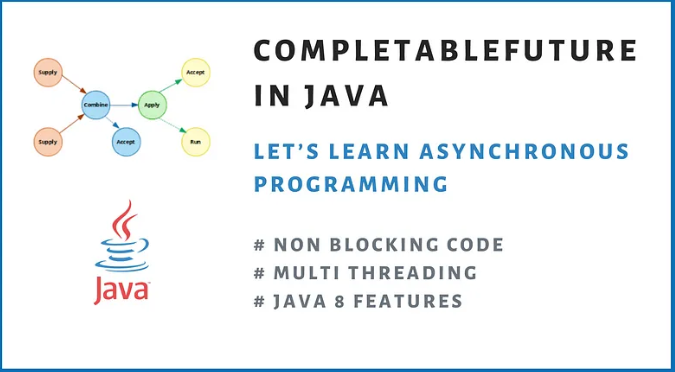 COMPLETABLEFUTURE
IN JAVA
LET’S LEARN ASYNCHRONOUS
PROGRAMMING
# NON BLOCKING CODE
# MULTI THREADING
# JAVA 8 FEATURES
Supply
Accept
Combine
Apply
Supply
Accept
Run
Java